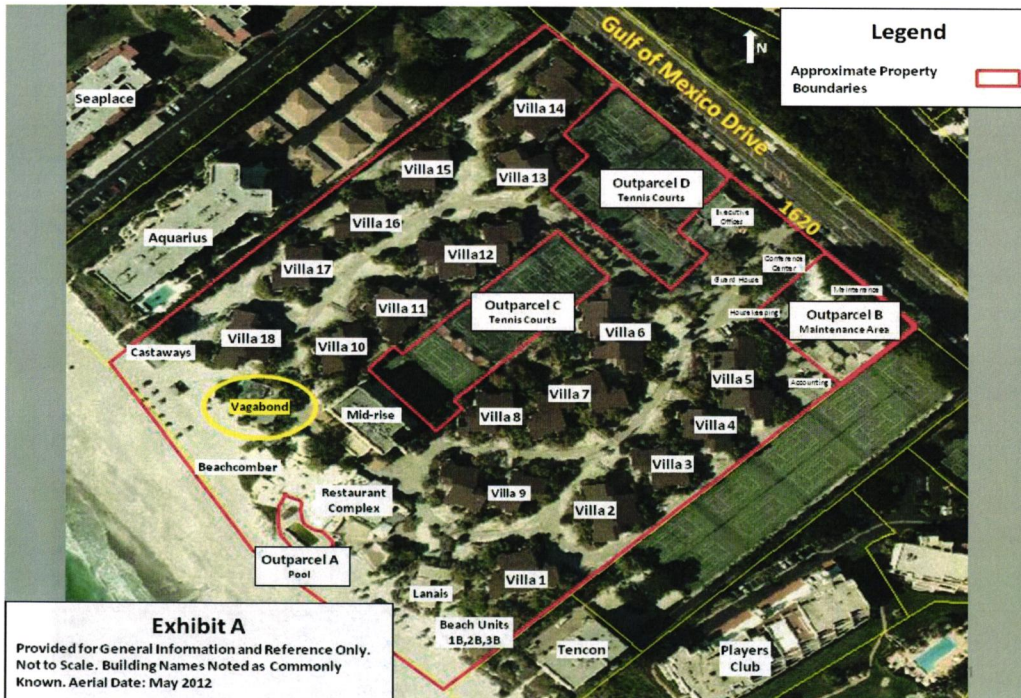 Legend
Approximate Property
Boundaries
N
Gulf of Mexico Drive
1620
Seaplace
Villa 14
Villa 15
Villa 13
Outparcel D
Tennis Courts
Executive
Offices
Villa 16
Aquarius
Villa12
Conference
Center
Villa 17
Guard House
Maintenance
Outparcel C
Tennis Courts
Villa 11
Housekeeping
Outparcel B
Maintenance Area
Villa 6
Villa 18
Villa 10
Castaways
Villa 5
Accounting
Vagabond
Mid-rise
Villa 7
Villa 8
Villa 4
Beachcomber
Villa 3
Restaurant
Complex
Villa 9
Villa 2
Outparcel A
Pool
Villa 1
Lanais
Beach Units
1B,2B,3B
Tencon
Players
Club
Exhibit A
Provided for General Information and Reference Only.
Not to Scale. Building Names Noted as Commonly
Known. Aerial Date: May 2012